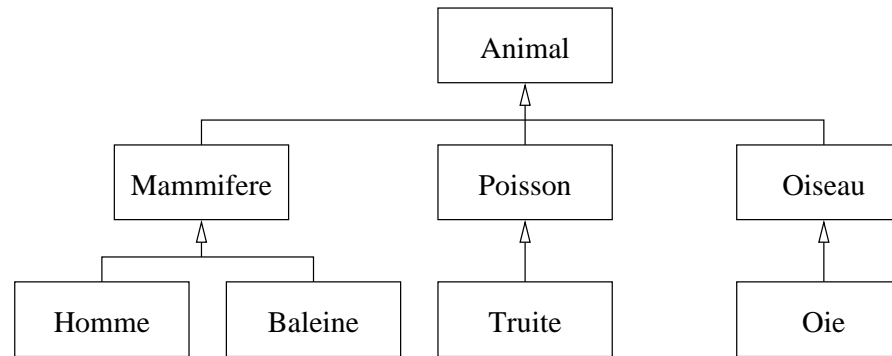 Animal
Mammifere
Poisson
Oiseau
Homme
Baleine
Truite
Oie